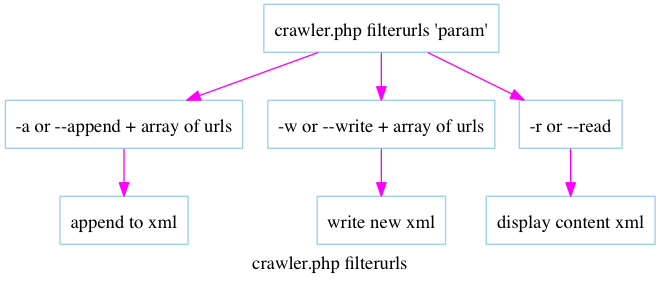 crawler.php filterurls 'param'
-a or --append + array of urls
-w or --write + array of urls
-r or --read
append to xml
write new xml
display content xml
crawler.php filterurls